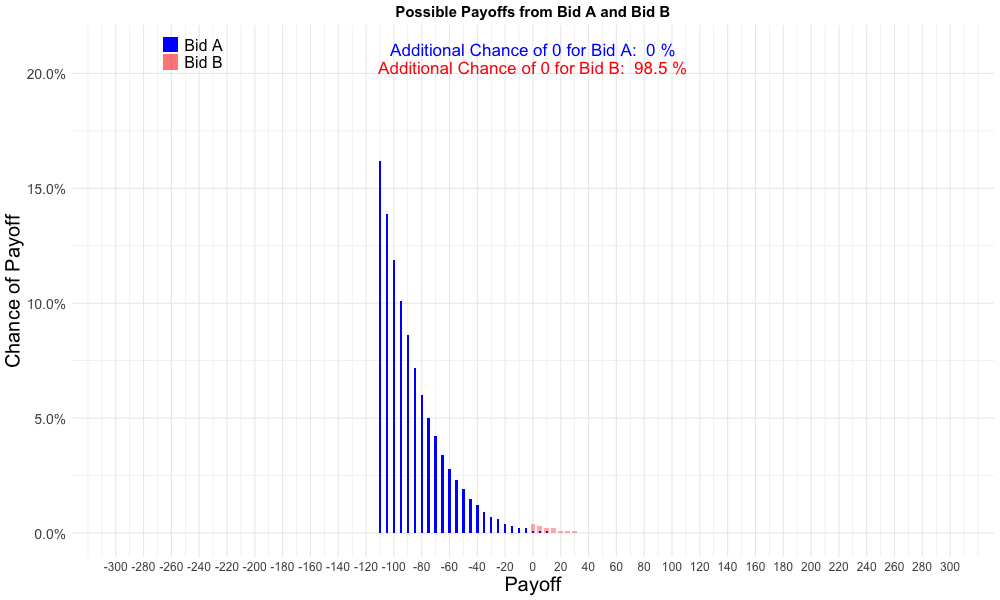 Possible Payoffs from Bid A and Bid B
Bid A
Bid B
Additional Chance of 0 for Bid A:  0 %
Additional Chance of 0 for Bid B:  98.5 %
Chance of Payoff
20.0%
15.0%
10.0%
5.0%
0.0%
-300 -280 -260 -240 -220 -200 -180 -160 -140 -120 -100 -80 -60 -40 -20 0 20 40 60 80 100 120 140 160 180 200 220 240 260 280 300
Payoff